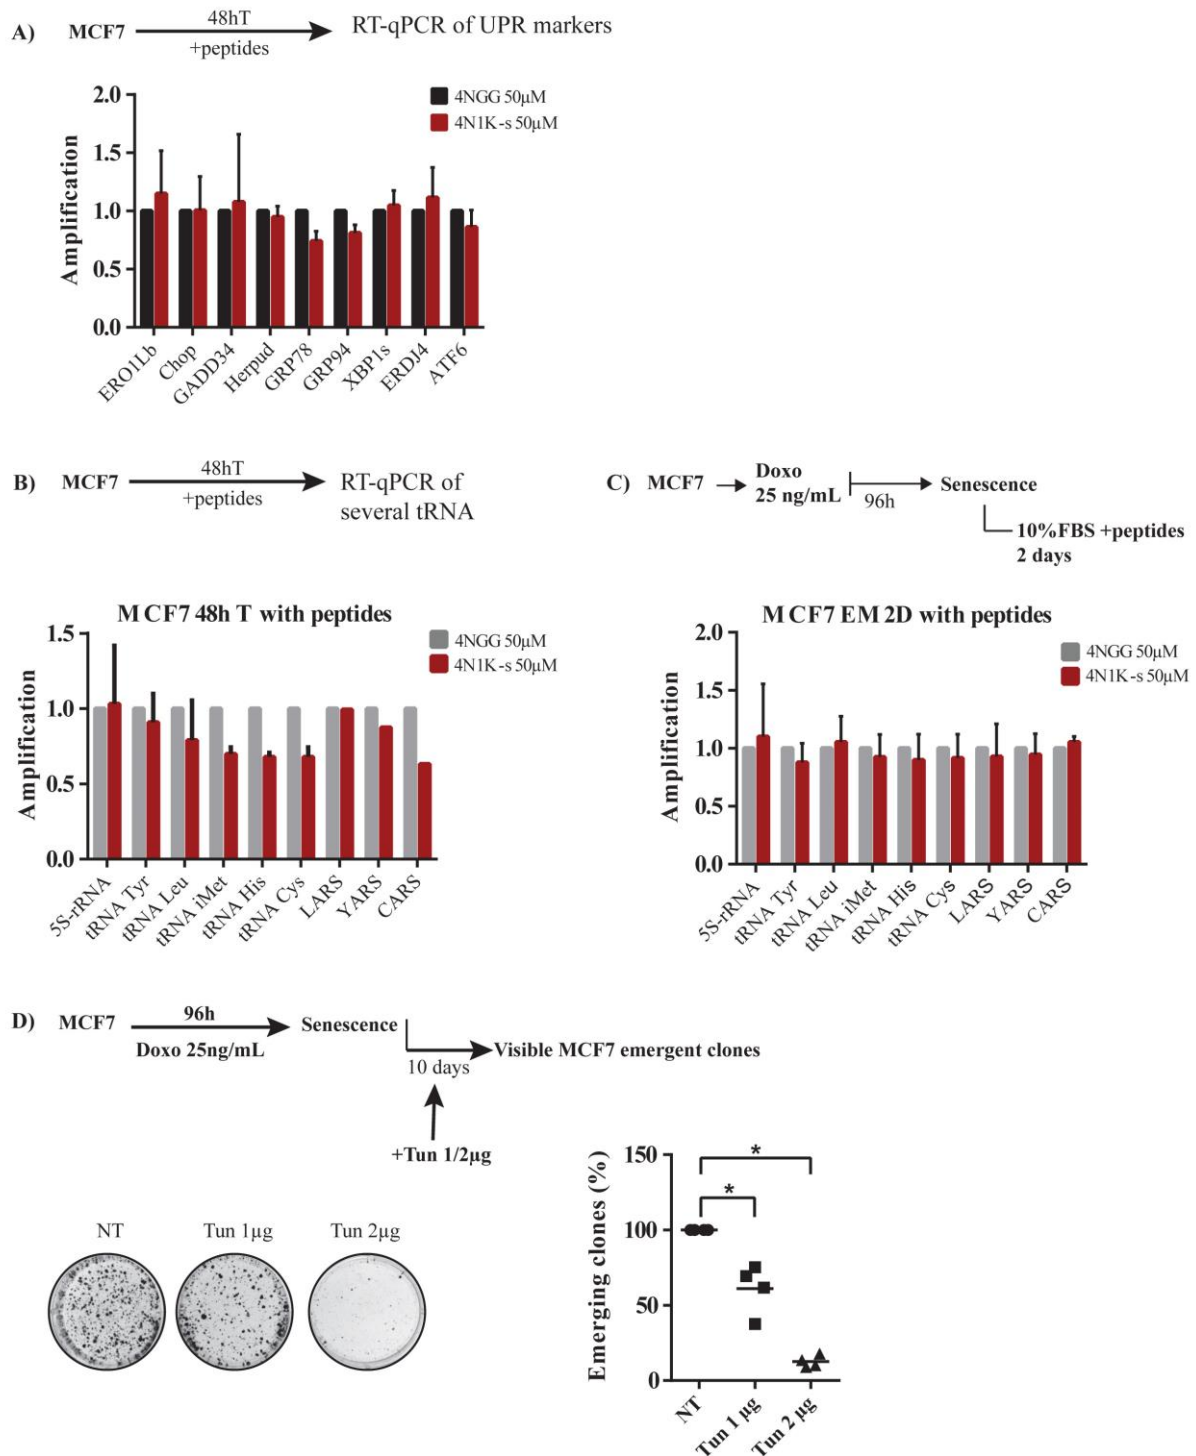 A) MCF7 48hT +peptides RT-qPCR of UPR markers
4NGG 50µM
4N1K-s 50µM
Amplification
2.0
1.5
1.0
0.5
0.0
ERO1Lb Chop GADD34 Herpud GRP78 GRP94 XBP1s ERDJ4 ATF6
B) MCF7 48hT +peptides RT-qPCR of
several tRNA
MCF7 48h T with peptides
4NGG 50µM
4N1K-s 50µM
Amplification
1.5
1.0
0.5
0.0
5S-rRNA tRNA Tyr tRNA Leu tRNA iMet tRNA His tRNA Cys LARS YARS CARS
C) MCF7 Doxo
25 ng/mL 96h Senescence
10%FBS +peptides
2 days
MCF7 EM 2D with peptides
4NGG 50µM
4N1K-s 50µM
Amplification
2.0
1.5
1.0
0.5
0.0
5S-rRNA tRNA Tyr tRNA Leu tRNA iMet tRNA His tRNA Cys LARS YARS CARS
D) MCF7 96h Senescence
Doxo 25ng/mL
10 days Visible MCF7 emergent clones
+Tun 1/2µg
NT Tun 1µg Tun 2µg
Emerging clones (%)
150
100
50
0
* *
NT Tun 1 µg Tun 2 µg